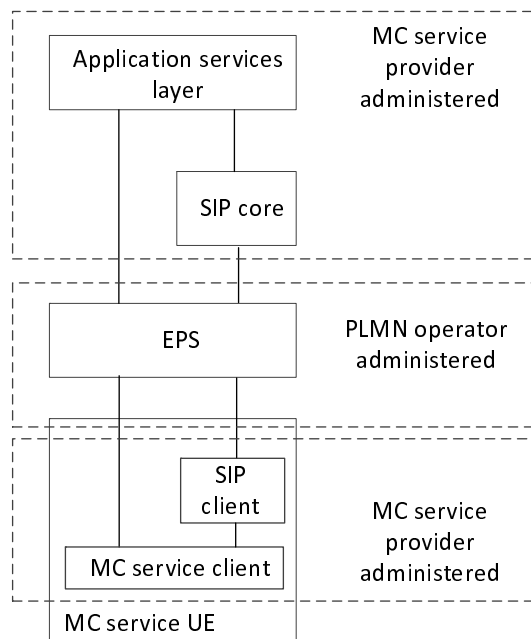 Application services
layer
MC service
provider
administered
SIP core
EPS
PLMN operator
administered
SIP
client
MC service client
MC service
provider
administered
MC service UE